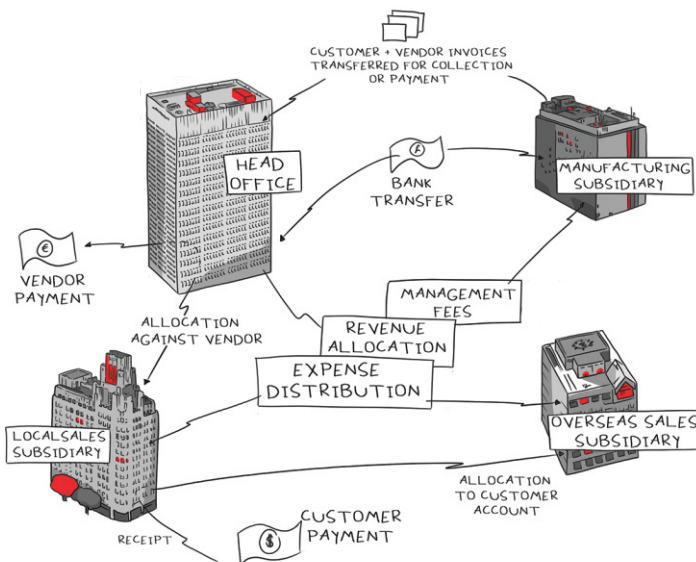 CUSTOMER + VENDOR INVOICES
TRANSFERRED FOR COLLECTION
OR PAYMENT
HEAD
OFFICE
£
BANK
TRANSFER
MANUFACTURING
SUBSIDIARY
€
VENDOR
PAYMENT
MANAGEMENT
FEES
ALLOCATION
AGAINST VENDOR
REVENUE
ALLOCATION
EXPENSE
DISTRIBUTION
LOCALSALES
SUBSIDIARY
OVERSEAS SALES
SUBSIDIARY
ALLOCATION
TO CUSTOMER
ACCOUNT
RECEIPT
$
CUSTOMER
PAYMENT